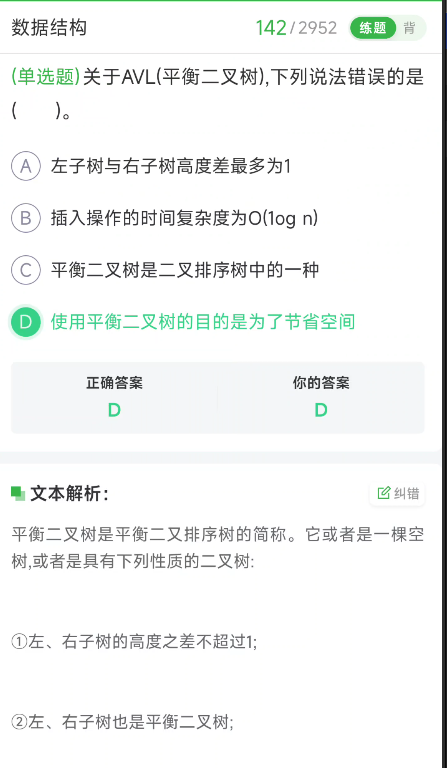 数据结构 142/2952 练题 背
(单选题)关于AVL(平衡二叉树),下列说法错误的是
( )。
A 左子树与右子树高度差最多为1
B 插入操作的时间复杂度为O(1og n)
C 平衡二叉树是二叉排序树中的一种
D 使用平衡二叉树的目的是为了节省空间
正确答案 你的答案
D D
文本解析: 纠错
平衡二叉树是平衡二又排序树的简称。它或者是一棵空
树,或者是具有下列性质的二叉树:
①左、右子树的高度之差不超过1;
②左、右子树也是平衡二叉树;